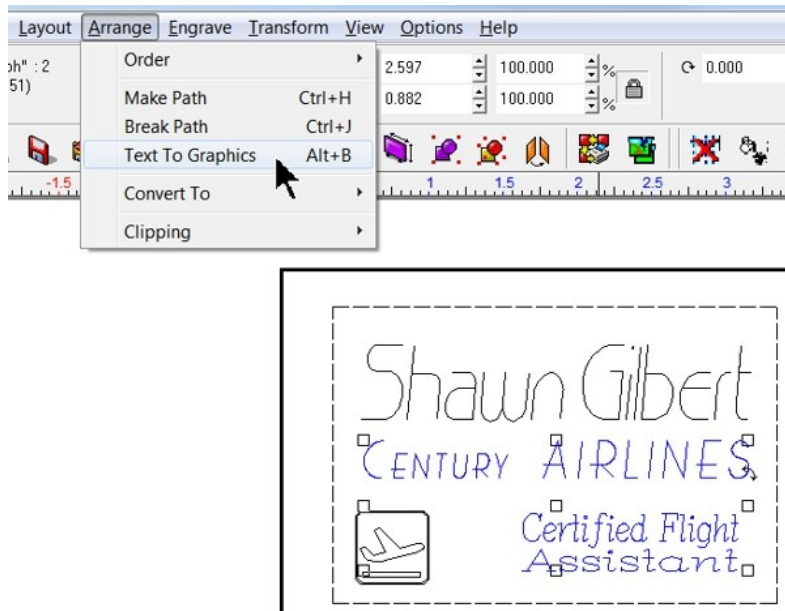 Layout Arrange Engrave Transform View Options Help
oh" : 2
51)
Order
2.597 100.000 % 0.000
0.882 100.000 %
Make Path Ctrl+H
Break Path Ctrl+J
Text To Graphics Alt+B
Convert To
Clipping
-1.5 1 1.5 2 2.5 3
Shawn Gilbert
CENTURY AIRLINES
Certified Flight
Assistant